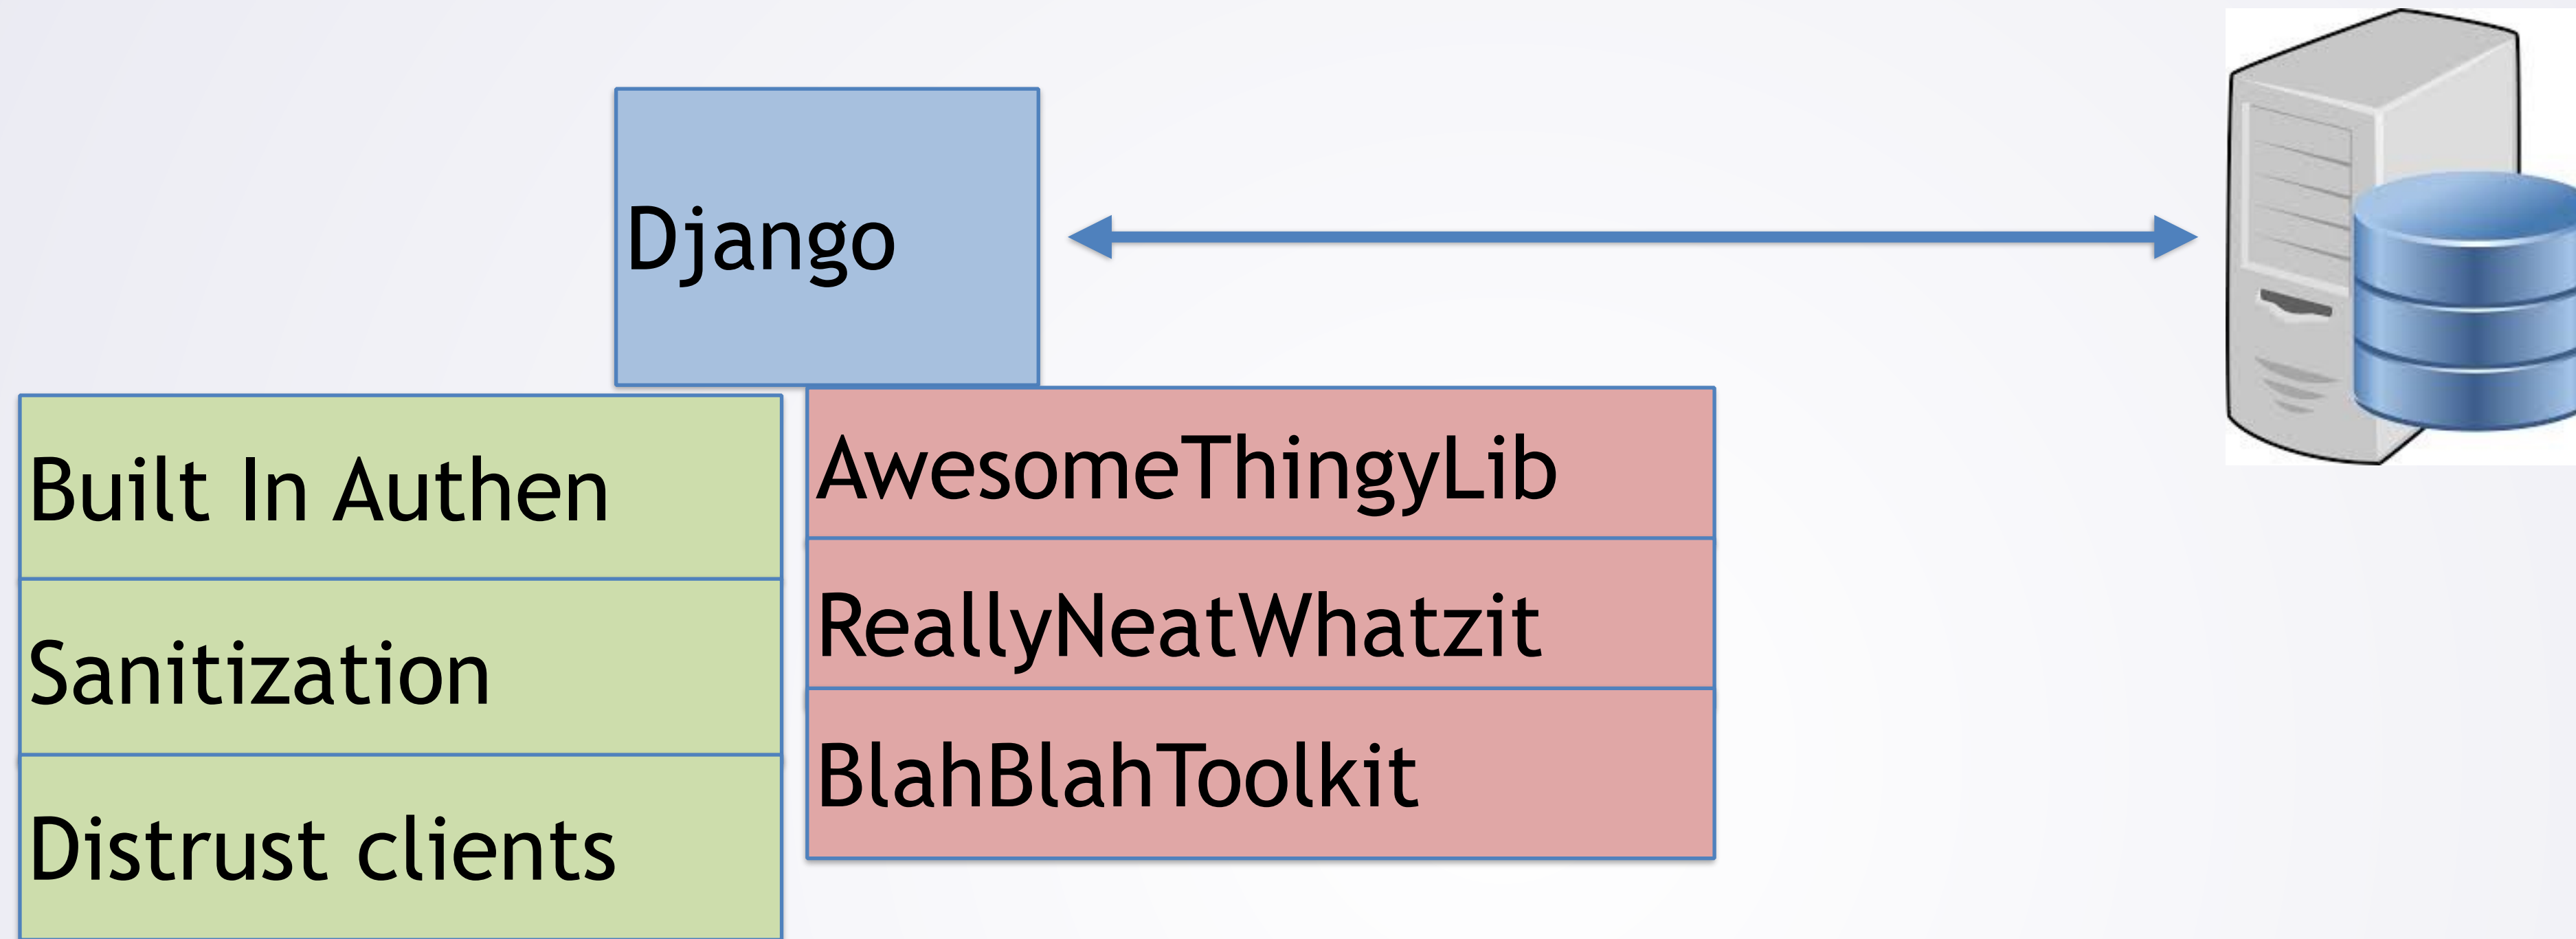 Django
Built In Authen
Sanitization
Distrust clients
AwesomeThingyLib
ReallyNeatWhatzit
BlahBlahToolkit